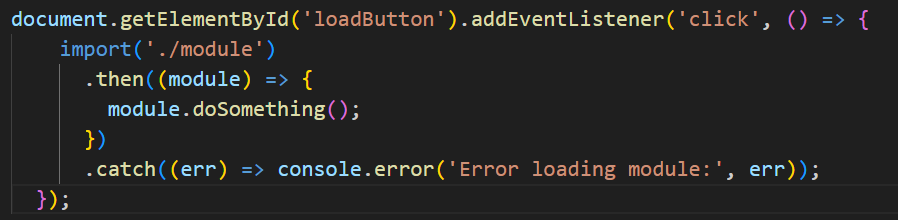 document.getElementById('loadButton').addEventListener('click', () => {
    import('./module')
      .then((module) => {
        module.doSomething();
      })
      .catch((err) => console.error('Error loading module:', err));
  });